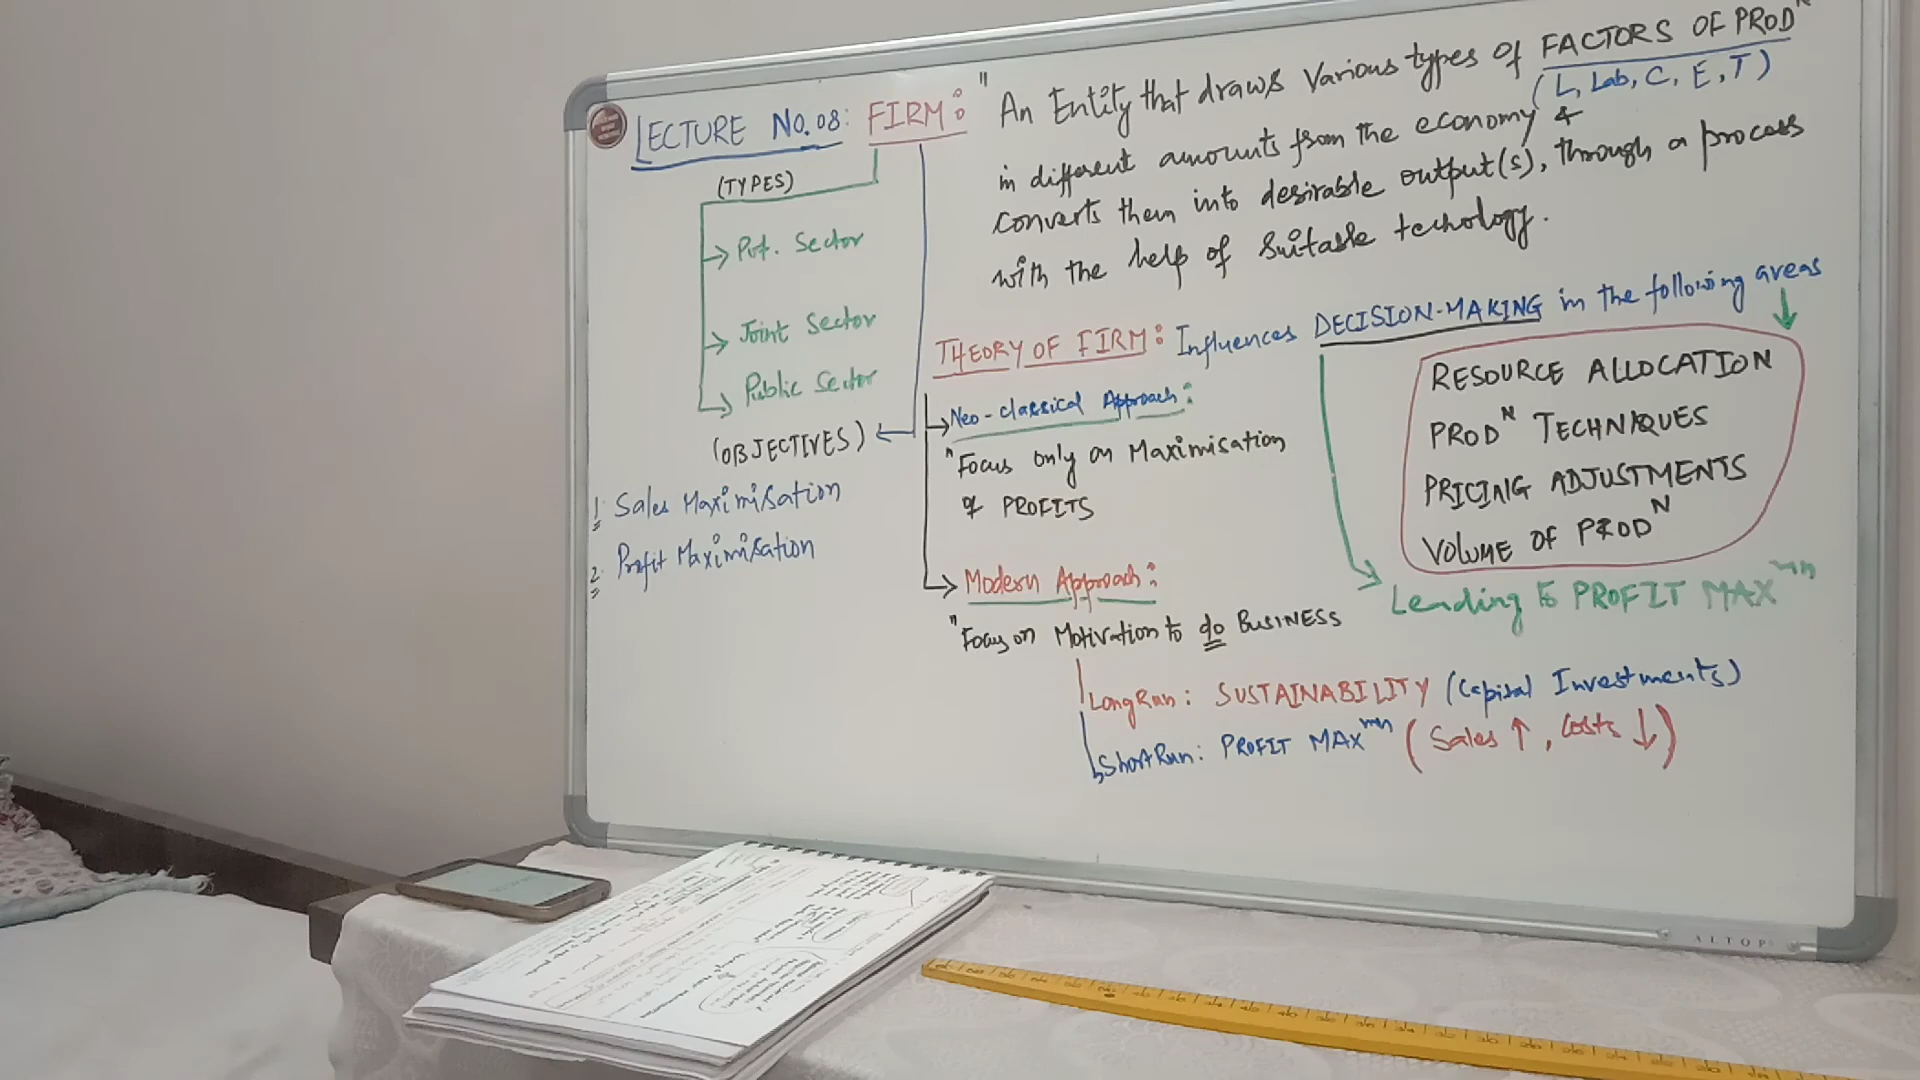 LECTURE No. 08: FIRM:
" An Entity that draws various types of FACTORS OF PRODⁿ
(L, Lab, C, E, T)
in different amounts from the economy &
converts them into desirable output(s), through a process
with the help of suitable techology.
(TYPES)
Pvt. Sector
Joint Sector
Public Sector
(OBJECTIVES)
1. Sales Maximisation
2. Profit Maximisation
THEORY OF FIRM: Influences DECISION-MAKING in the following areas
RESOURCE ALLOCATION
PRODᴺ TECHNIQUES
PRICING ADJUSTMENTS
VOLUME OF PRODᴺ
Leading to PROFIT MAXᵐⁿ
Neo-classical Approach:
"Focus only on Maximisation
of PROFITS
Modern Approach:
"Focus on Motivation to do BUSINESS
Long Run: SUSTAINABILITY (Capital Investments)
Short Run: PROFIT MAXᵐⁿ (Sales ↑, Costs ↓)
ALTOP